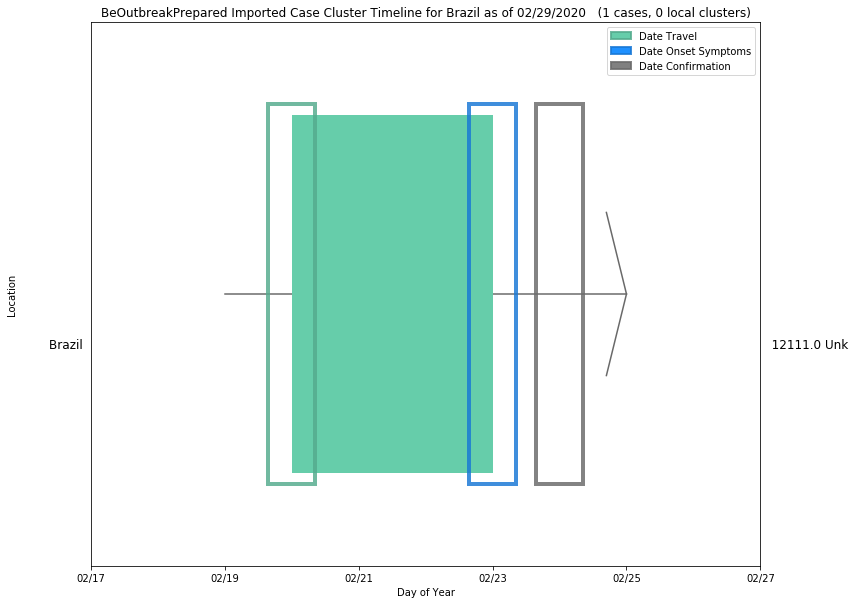 BeOutbreakPrepared Imported Case Cluster Timeline for Brazil as of 02/29/2020   (1 cases, 0 local clusters)
Date Travel
Date Onset Symptoms
Date Confirmation
Location
Brazil
12111.0 Unk
02/17 02/19 02/21 02/23 02/25 02/27
Day of Year